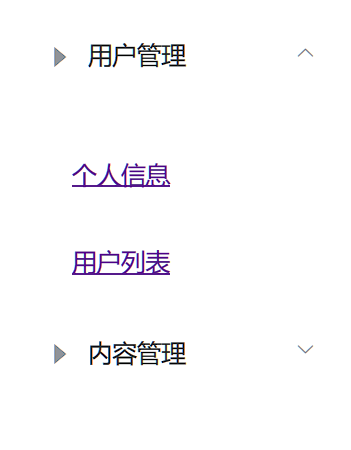 用户管理
个人信息
用户列表
内容管理